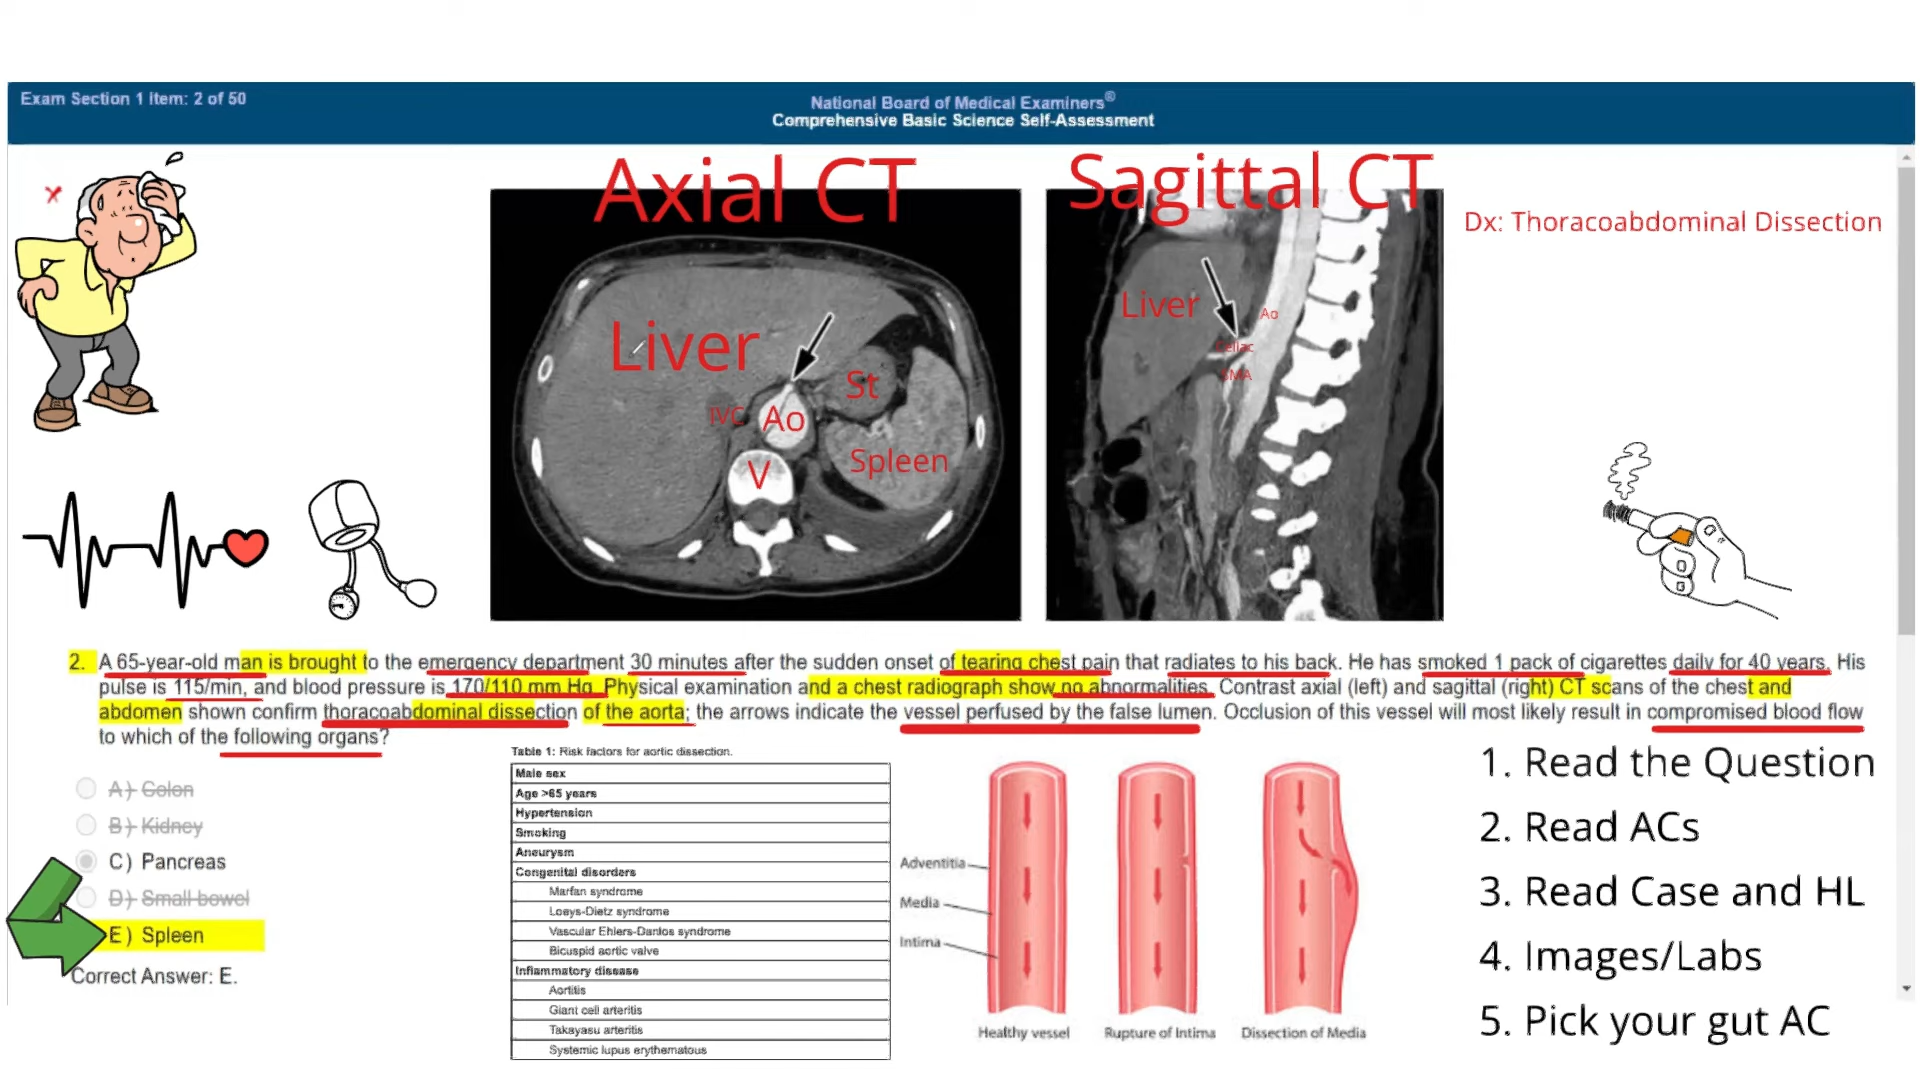 Exam Section 1 Item: 2 of 50
National Board of Medical Examiners®
Comprehensive Basic Science Self-Assessment
Axial CT
Sagittal CT
Dx: Thoracoabdominal Dissection
Liver
St
IVC
Ao
V
Spleen
Liver
Ao
Celiac
SMA
2. A 65-year-old man is brought to the emergency department 30 minutes after the sudden onset of tearing chest pain that radiates to his back. He has smoked 1 pack of cigarettes daily for 40 years. His
pulse is 115/min, and blood pressure is 170/110 mm Hg. Physical examination and a chest radiograph show no abnormalities. Contrast axial (left) and sagittal (right) CT scans of the chest and
abdomen shown confirm thoracoabdominal dissection of the aorta; the arrows indicate the vessel perfused by the false lumen. Occlusion of this vessel will most likely result in compromised blood flow
to which of the following organs?
A) Colon
B) Kidney
C) Pancreas
D) Small bowel
E) Spleen
Correct Answer: E.
Table 1: Risk factors for aortic dissection.
Male sex
Age >65 years
Hypertension
Smoking
Aneurysm
Congenital disorders
Marfan syndrome
Loeys-Dietz syndrome
Vascular Ehlers-Danlos syndrome
Bicuspid aortic valve
Inflammatory disease
Aortitis
Giant cell arteritis
Takayasu arteritis
Systemic lupus erythematous
Adventitia
Media
Intima
Healthy vessel
Rupture of Intima
Dissection of Media
1. Read the Question
2. Read ACs
3. Read Case and HL
4. Images/Labs
5. Pick your gut AC